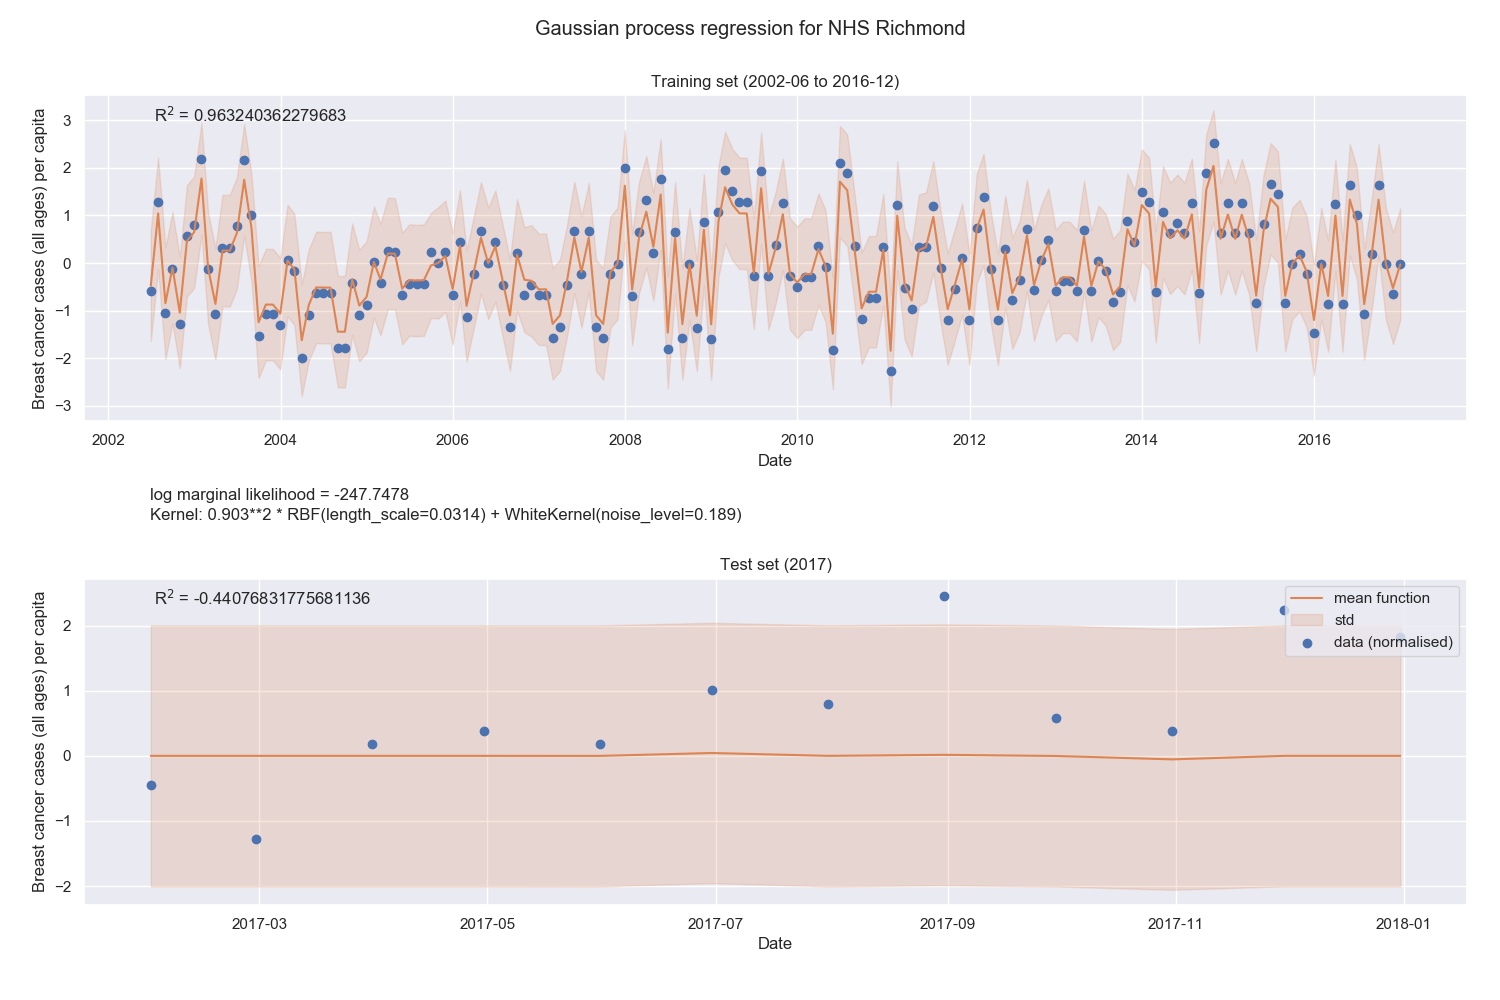 Gaussian process regression for NHS Richmond
Training set (2002-06 to 2016-12)
R² = 0.963240362279683
Breast cancer cases (all ages) per capita
3
2
1
0
−1
−2
−3
2002 2004 2006 2008 2010 2012 2014 2016
Date
log marginal likelihood = -247.7478
Kernel: 0.903**2 * RBF(length_scale=0.0314) + WhiteKernel(noise_level=0.189)
Test set (2017)
R² = -0.44076831775681136
mean function
std
data (normalised)
Breast cancer cases (all ages) per capita
2
1
0
−1
−2
2017-03 2017-05 2017-07 2017-09 2017-11 2018-01
Date